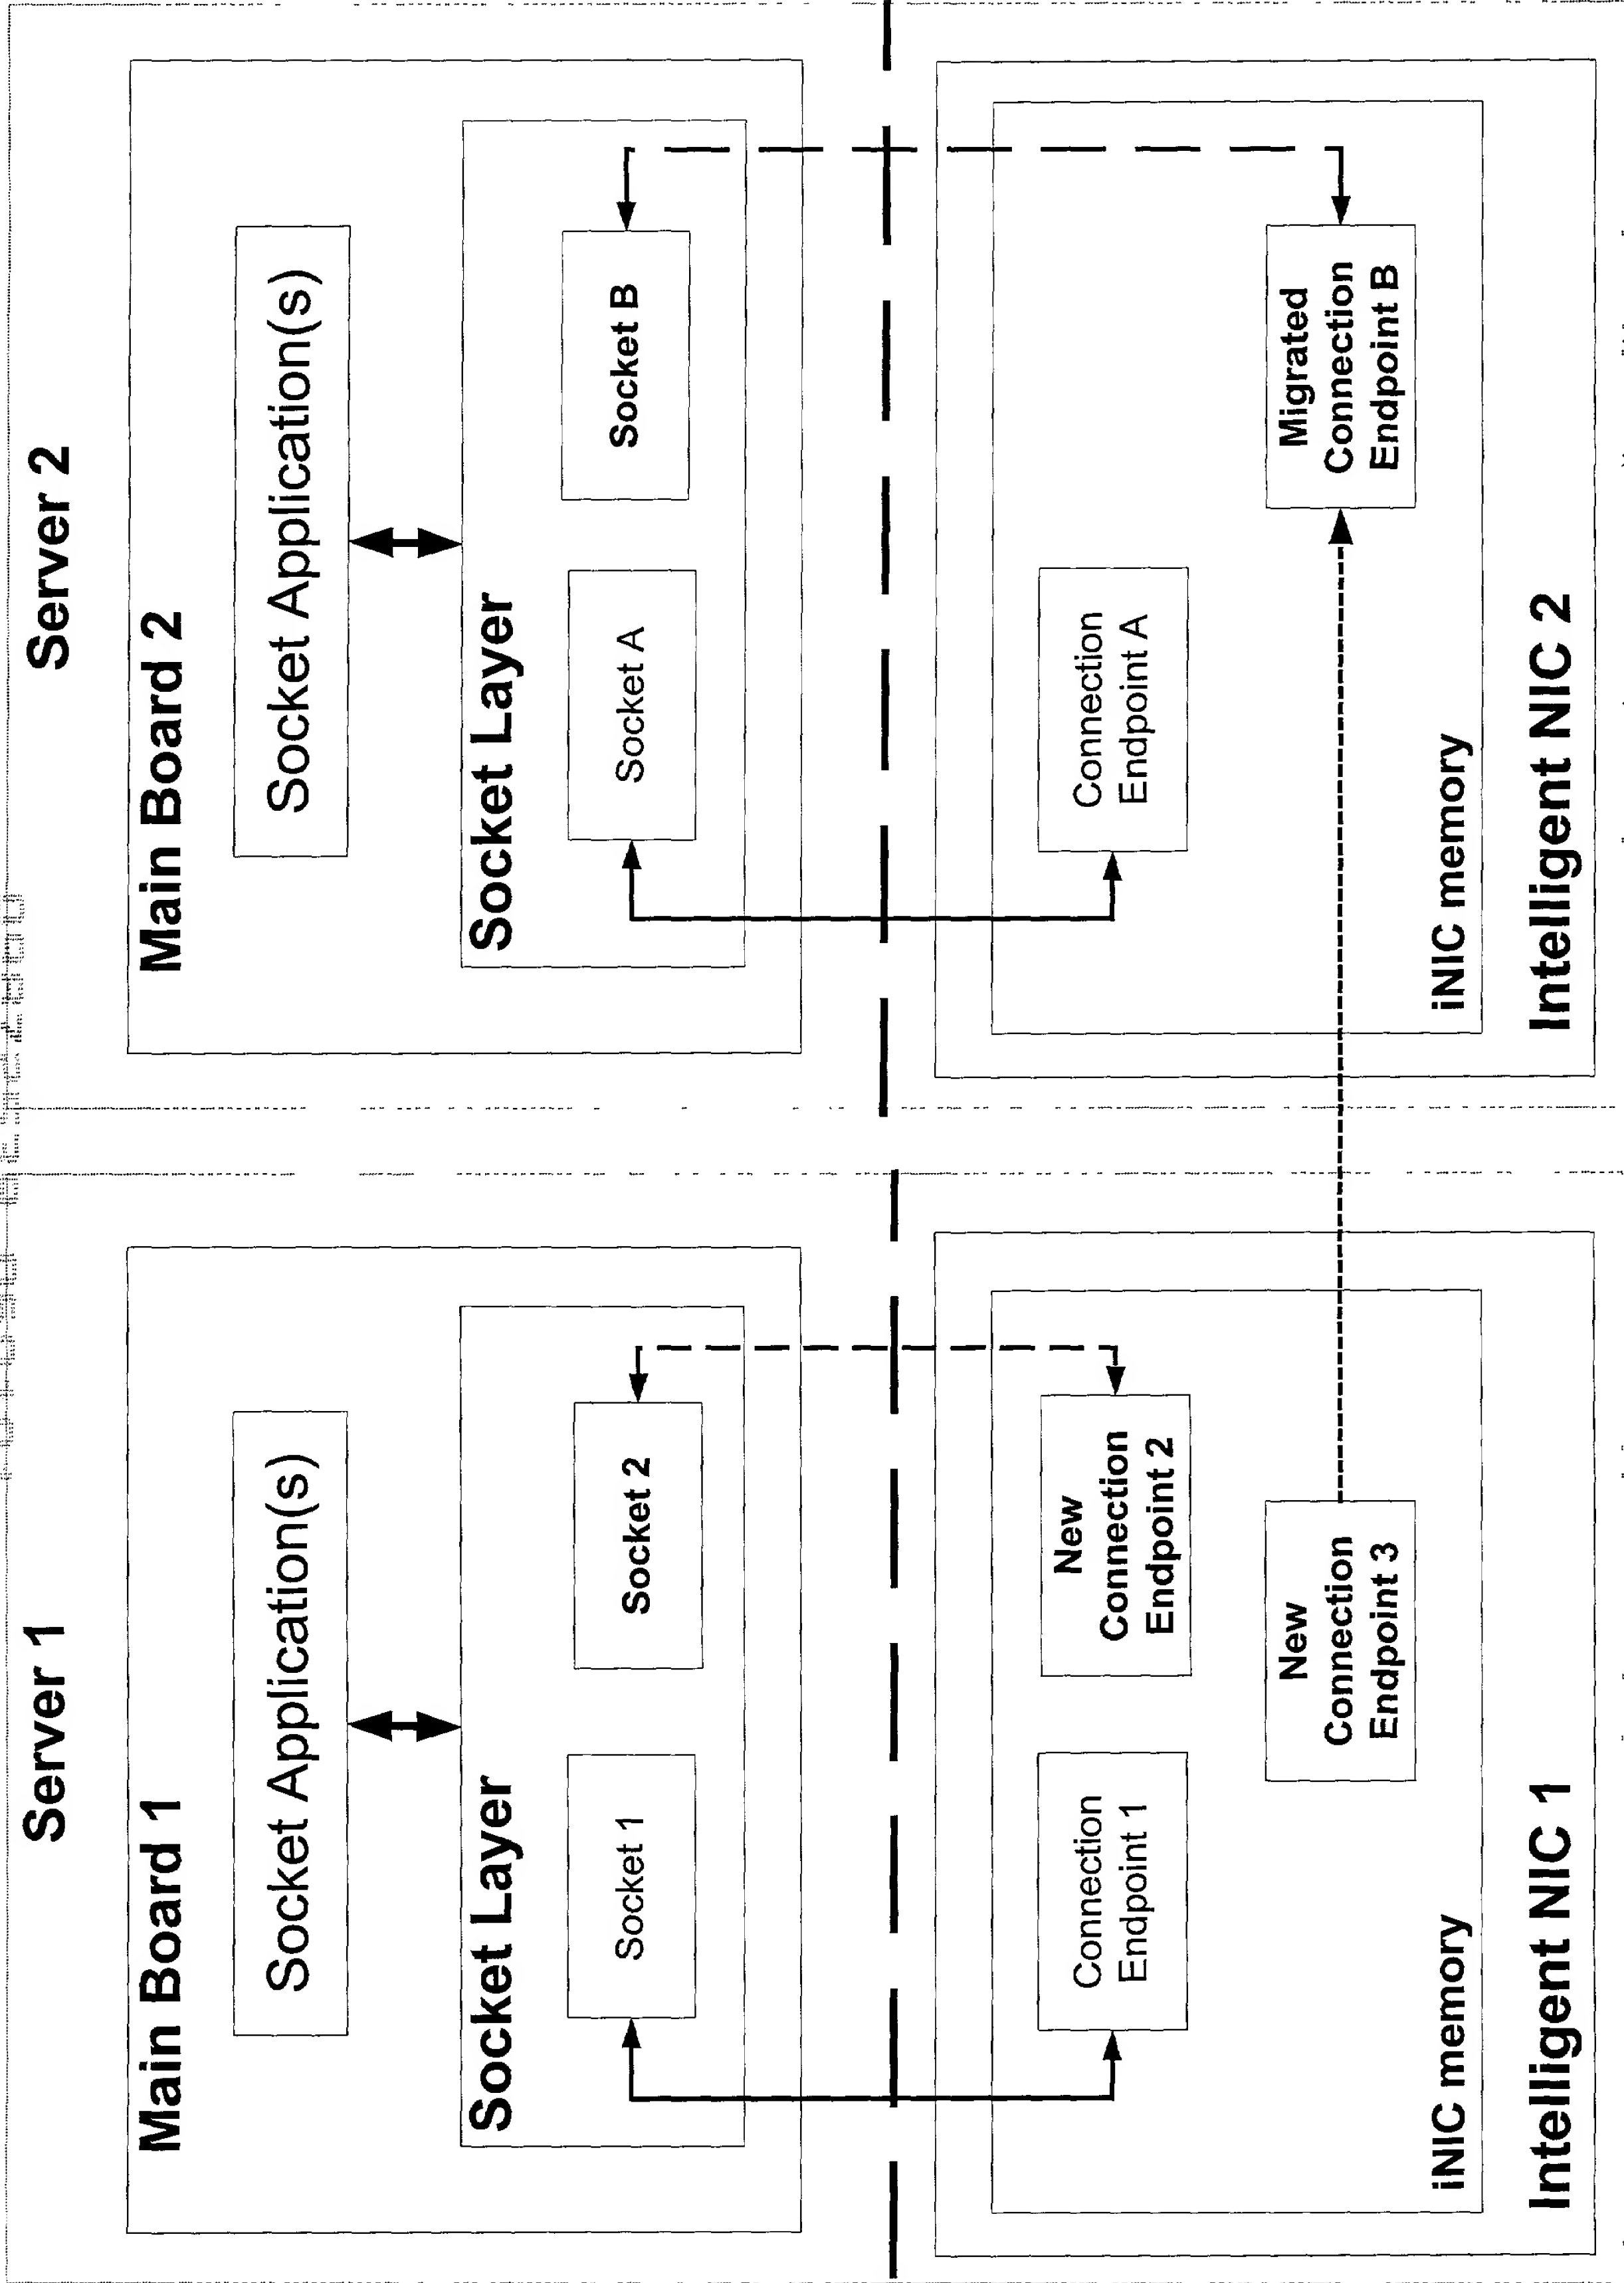 Server 1
Main Board 1
Socket Application(s)
Socket Layer
Socket 1
Socket 2
Connection
Endpoint 1
New
Connection
Endpoint 2
New
Connection
Endpoint 3
iNIC memory
Intelligent NIC 1
Server 2
Main Board 2
Socket Application(s)
Socket Layer
Socket A
Socket B
Connection
Endpoint A
Migrated
Connection
Endpoint B
iNIC memory
Intelligent NIC 2